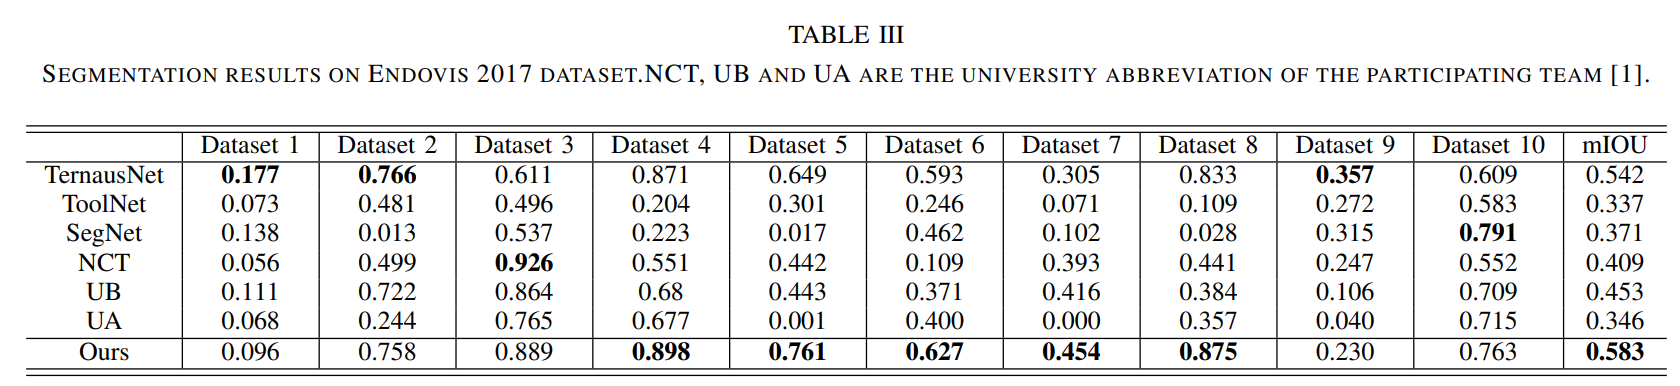 TABLE III
SEGMENTATION RESULTS ON ENDOVIS 2017 DATASET.NCT, UB AND UA ARE THE UNIVERSITY ABBREVIATION OF THE PARTICIPATING TEAM [1].
Dataset 1 Dataset 2 Dataset 3 Dataset 4 Dataset 5 Dataset 6 Dataset 7 Dataset 8 Dataset 9 Dataset 10 mIOU
TernausNet 0.177 0.766 0.611 0.871 0.649 0.593 0.305 0.833 0.357 0.609 0.542
ToolNet 0.073 0.481 0.496 0.204 0.301 0.246 0.071 0.109 0.272 0.583 0.337
SegNet 0.138 0.013 0.537 0.223 0.017 0.462 0.102 0.028 0.315 0.791 0.371
NCT 0.056 0.499 0.926 0.551 0.442 0.109 0.393 0.441 0.247 0.552 0.409
UB 0.111 0.722 0.864 0.68 0.443 0.371 0.416 0.384 0.106 0.709 0.453
UA 0.068 0.244 0.765 0.677 0.001 0.400 0.000 0.357 0.040 0.715 0.346
Ours 0.096 0.758 0.889 0.898 0.761 0.627 0.454 0.875 0.230 0.763 0.583